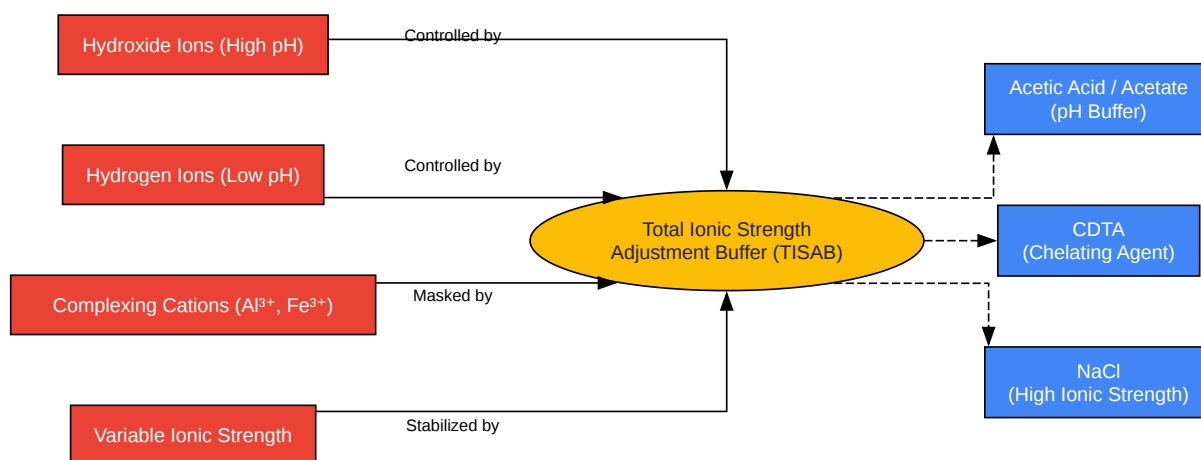 Hydroxide Ions (High pH)
Controlled by
Hydrogen Ions (Low pH)
Controlled by
Complexing Cations (Al³⁺, Fe³⁺)
Masked by
Variable Ionic Strength
Stabilized by
Total Ionic Strength
Adjustment Buffer (TISAB)
Acetic Acid / Acetate
(pH Buffer)
CDTA
(Chelating Agent)
NaCl
(High Ionic Strength)